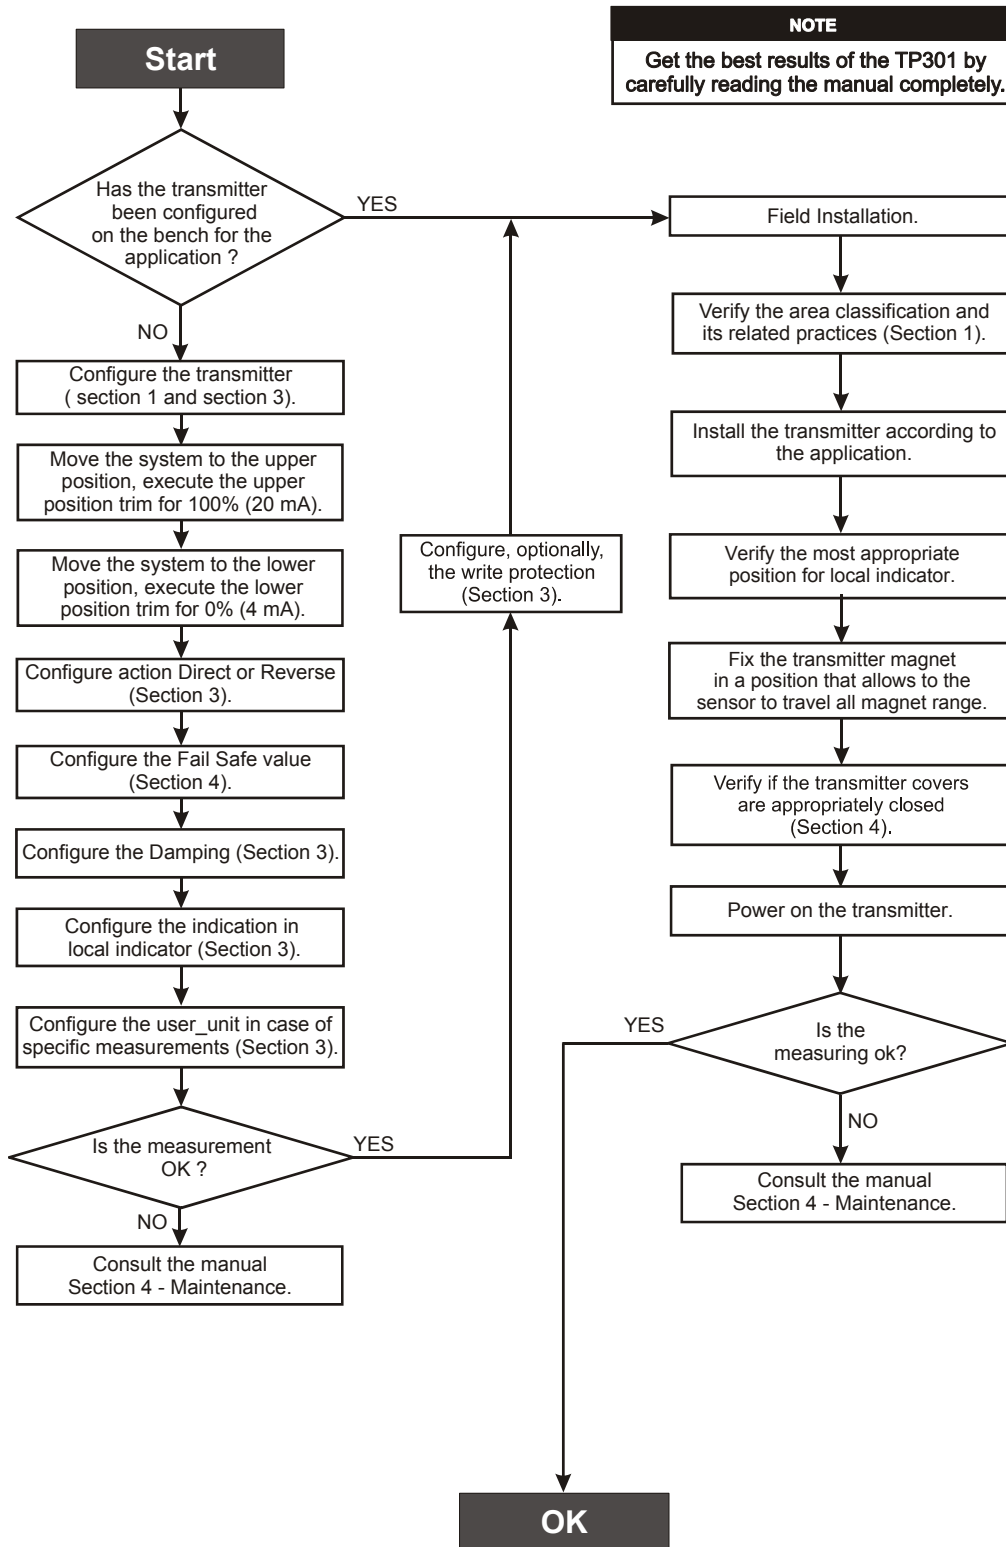 Start
NOTE
Get the best results of the TP301 by
carefully reading the manual completely.
Has the transmitter
been configured
on the bench for the
application ?
YES
NO
Configure the transmitter
( section 1 and section 3).
Move the system to the upper
position, execute the upper
position trim for 100% (20 mA).
Move the system to the lower
position, execute the lower
position trim for 0% (4 mA).
Configure action Direct or Reverse
(Section 3).
Configure the Fail Safe value
(Section 4).
Configure the Damping (Section 3).
Configure the indication in
local indicator (Section 3).
Configure the user_unit in case of
specific measurements (Section 3).
Is the measurement
OK ?
YES
NO
Consult the manual
Section 4 - Maintenance.
Configure, optionally,
the write protection
(Section 3).
Field Installation.
Verify the area classification and
its related practices (Section 1).
Install the transmitter according to
the application.
Verify the most appropriate
position for local indicator.
Fix the transmitter magnet
in a position that allows to the
sensor to travel all magnet range.
Verify if the transmitter covers
are appropriately closed
(Section 4).
Power on the transmitter.
Is the
measuring ok?
YES
NO
Consult the manual
Section 4 - Maintenance.
OK